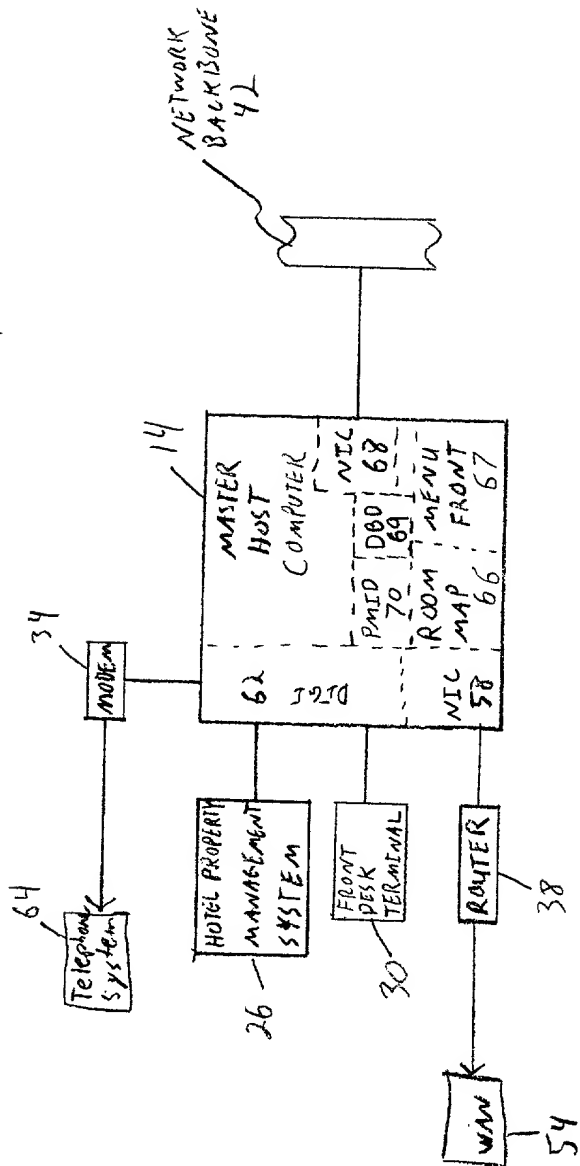 NETWORK
BACKBONE
42
14
MASTER
HOST
COMPUTER
NIC
68
DBD
69
PMID
70
MENU
FRONT
67
ROOM
MAP
66
DIGI
62
NIC
58
34
MODEM
64
Telephone
System
HOTEL PROPERTY
MANAGEMENT
SYSTEM
26
FRONT
DESK
TERMINAL
30
ROUTER
38
54